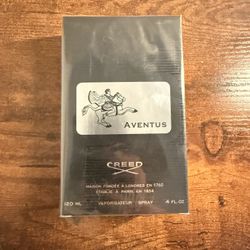 AVENTUS
CREED
MAISON FONDÉE À LONDRES EN 1760
ÉTABLIE À PARIS EN 1854
120 ML VAPORISATEUR / SPRAY 4 FL.OZ